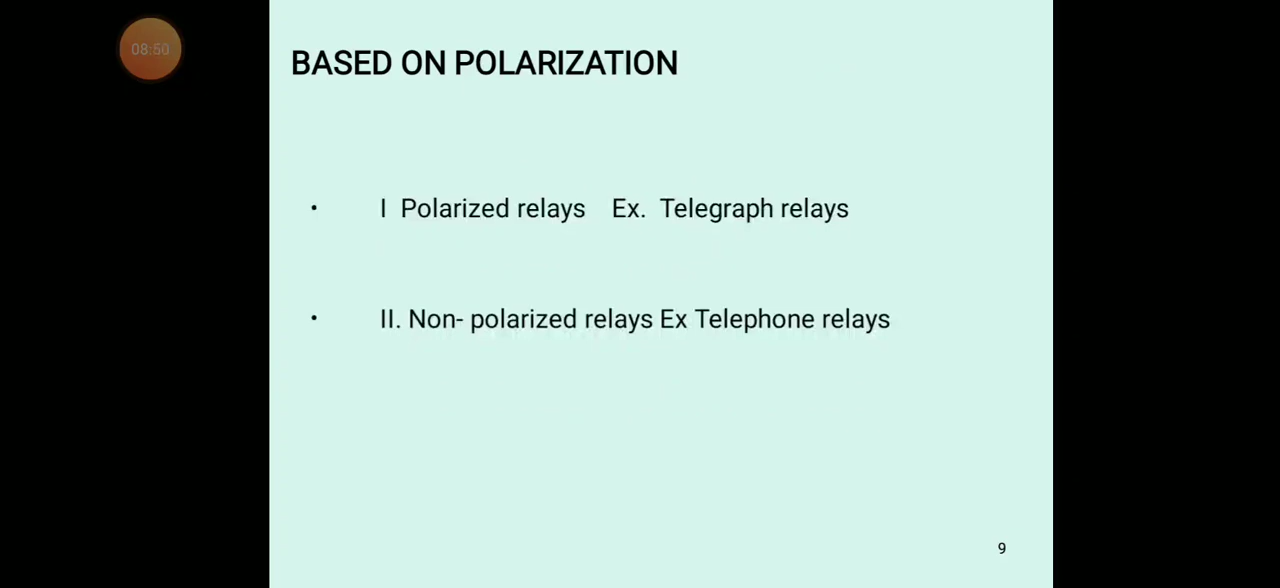 08:50
BASED ON POLARIZATION
• I Polarized relays Ex. Telegraph relays
• II. Non- polarized relays Ex Telephone relays
9